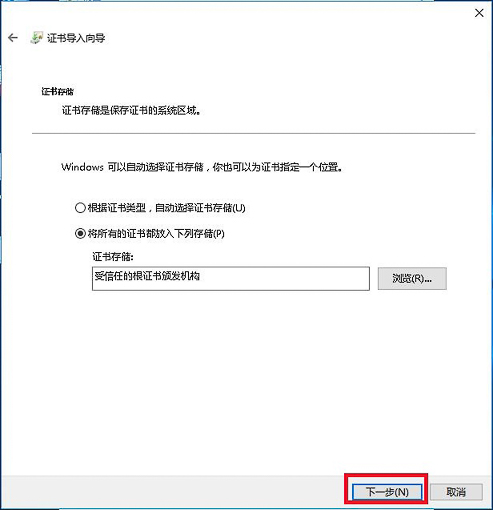 证书导入向导
证书存储
证书存储是保存证书的系统区域。
Windows 可以自动选择证书存储，你也可以为证书指定一个位置。
根据证书类型，自动选择证书存储(U)
将所有的证书都放入下列存储(P)
证书存储:
受信任的根证书颁发机构
浏览(R)...
下一步(N)
取消